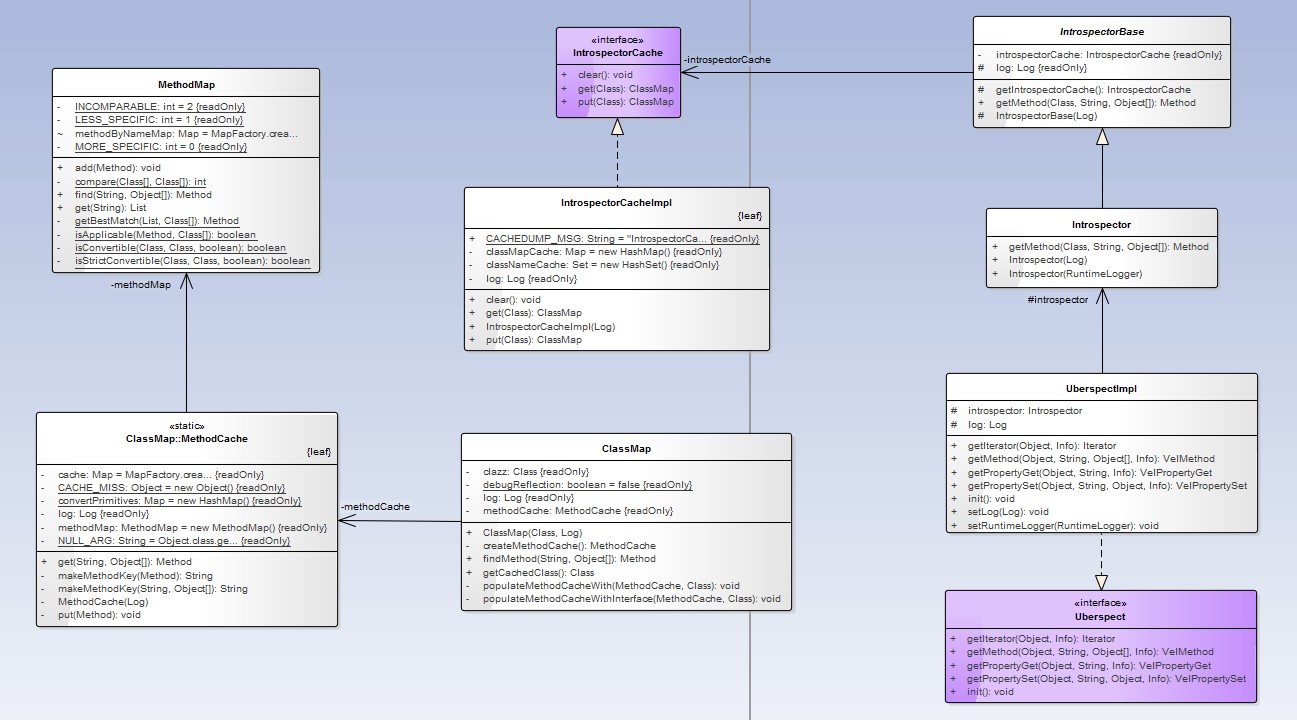 MethodMap
- INCOMPARABLE: int = 2 {readOnly}
- LESS_SPECIFIC: int = 1 {readOnly}
~ methodByNameMap: Map = MapFactory.crea...
- MORE_SPECIFIC: int = 0 {readOnly}
+ add(Method): void
- compare(Class[], Class[]): int
+ find(String, Object[]): Method
+ get(String): List
- getBestMatch(List, Class[]): Method
- isApplicable(Method, Class[]): boolean
- isConvertible(Class, Class, boolean): boolean
- isStrictConvertible(Class, Class, boolean): boolean
-methodMap
«static»
ClassMap::MethodCache
{leaf}
- cache: Map = MapFactory.crea... {readOnly}
- CACHE_MISS: Object = new Object() {readOnly}
- convertPrimitives: Map = new HashMap() {readOnly}
- log: Log {readOnly}
- methodMap: MethodMap = new MethodMap() {readOnly}
- NULL_ARG: String = Object.class.ge... {readOnly}
+ get(String, Object[]): Method
- makeMethodKey(Method): String
- makeMethodKey(String, Object[]): String
- MethodCache(Log)
- put(Method): void
«interface»
IntrospectorCache
+ clear(): void
+ get(Class): ClassMap
+ put(Class): ClassMap
-introspectorCache
IntrospectorCacheImpl
{leaf}
+ CACHEDUMP_MSG: String = "IntrospectorCa... {readOnly}
- classMapCache: Map = new HashMap() {readOnly}
- classNameCache: Set = new HashSet() {readOnly}
- log: Log {readOnly}
+ clear(): void
+ get(Class): ClassMap
+ IntrospectorCacheImpl(Log)
+ put(Class): ClassMap
-methodCache
ClassMap
- clazz: Class {readOnly}
- debugReflection: boolean = false {readOnly}
- log: Log {readOnly}
- methodCache: MethodCache {readOnly}
+ ClassMap(Class, Log)
- createMethodCache(): MethodCache
+ findMethod(String, Object[]): Method
+ getCachedClass(): Class
- populateMethodCacheWith(MethodCache, Class): void
- populateMethodCacheWithInterface(MethodCache, Class): void
IntrospectorBase
- introspectorCache: IntrospectorCache {readOnly}
# log: Log {readOnly}
# getIntrospectorCache(): IntrospectorCache
+ getMethod(Class, String, Object[]): Method
# IntrospectorBase(Log)
Introspector
+ getMethod(Class, String, Object[]): Method
+ Introspector(Log)
+ Introspector(RuntimeLogger)
#introspector
UberspectImpl
# introspector: Introspector
# log: Log
+ getIterator(Object, Info): Iterator
+ getMethod(Object, String, Object[], Info): VelMethod
+ getPropertyGet(Object, String, Info): VelPropertyGet
+ getPropertySet(Object, String, Object, Info): VelPropertySet
+ init(): void
+ setLog(Log): void
+ setRuntimeLogger(RuntimeLogger): void
«interface»
Uberspect
+ getIterator(Object, Info): Iterator
+ getMethod(Object, String, Object[], Info): VelMethod
+ getPropertyGet(Object, String, Info): VelPropertyGet
+ getPropertySet(Object, String, Object, Info): VelPropertySet
+ init(): void